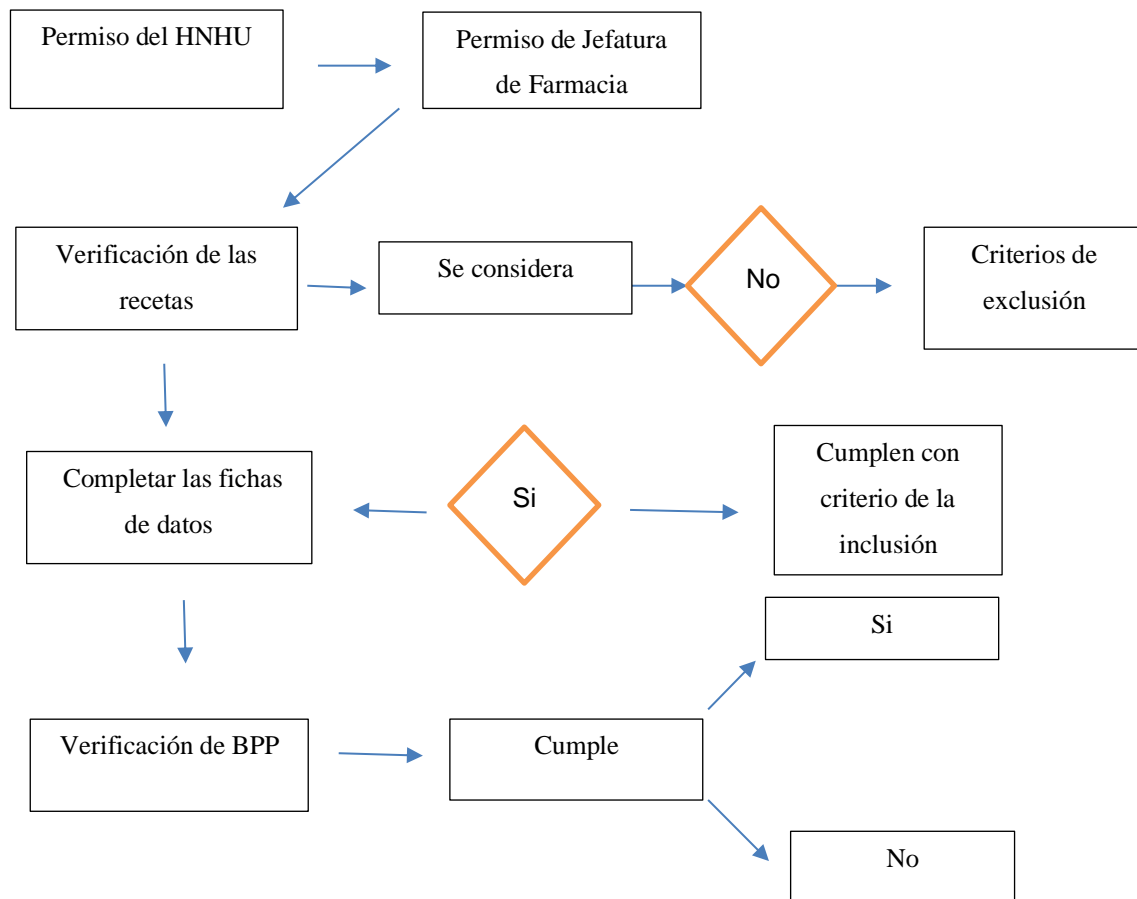 Permiso del HNHU
Permiso de Jefatura
de Farmacia
Verificación de las
recetas
Se considera
No
Criterios de
exclusión
Completar las fichas
de datos
Si
Cumplen con
criterio de la
inclusión
Si
Verificación de BPP
Cumple
No